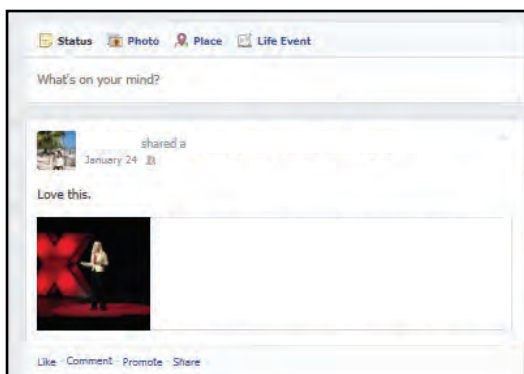 Status Photo Place Life Event
What's on your mind?
shared a
January 24
Love this.
X
Like · Comment · Promote · Share